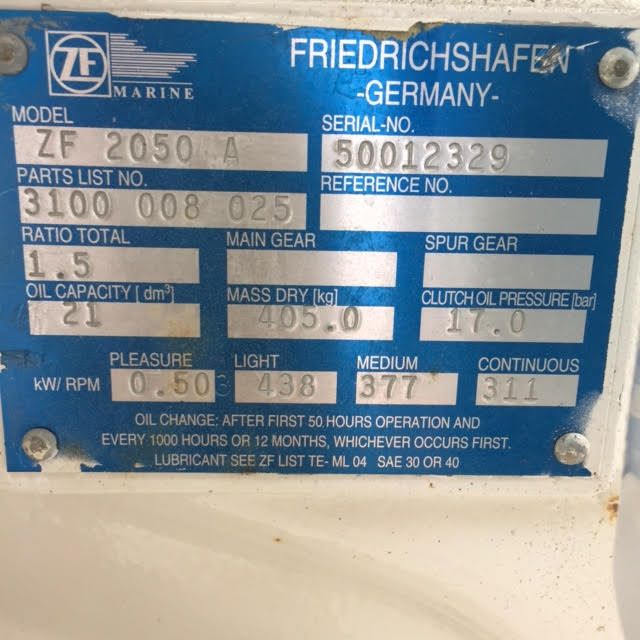 ZF
MARINE
FRIEDRICHSHAFEN
-GERMANY-
MODEL
ZF 2050 A
SERIAL-NO.
50012329
PARTS LIST NO.
3100 008 025
REFERENCE NO.
RATIO TOTAL
1.5
MAIN GEAR
SPUR GEAR
OIL CAPACITY [ dm³]
21
MASS DRY [kg]
405.0
CLUTCH OIL PRESSURE [bar]
17.0
PLEASURE LIGHT MEDIUM CONTINUOUS
kW/ RPM 0.503 438 377 311
OIL CHANGE: AFTER FIRST 50 HOURS OPERATION AND
EVERY 1000 HOURS OR 12 MONTHS, WHICHEVER OCCURS FIRST.
LUBRICANT SEE ZF LIST TE- ML 04 SAE 30 OR 40